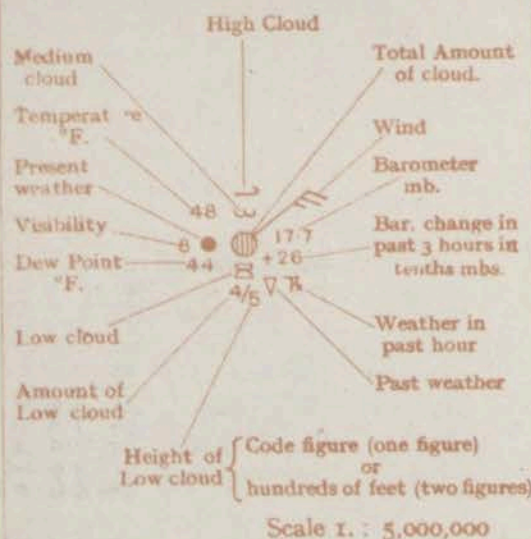 High Cloud
Medium
cloud
Total Amount
of cloud.
Temperat e
°F.
Wind
Present
weather
Barometer
mb.
48
Visibility
8
17.7
Bar. change in
past 3 hours in
tenths mbs.
+26
Dew Point
°F.
44
4/5
Low cloud
Weather in
past hour
Amount of
Low cloud
Past weather
Height of
Low cloud
Code figure (one figure)
or
hundreds of feet (two figures)
Scale 1. : 5,000,000